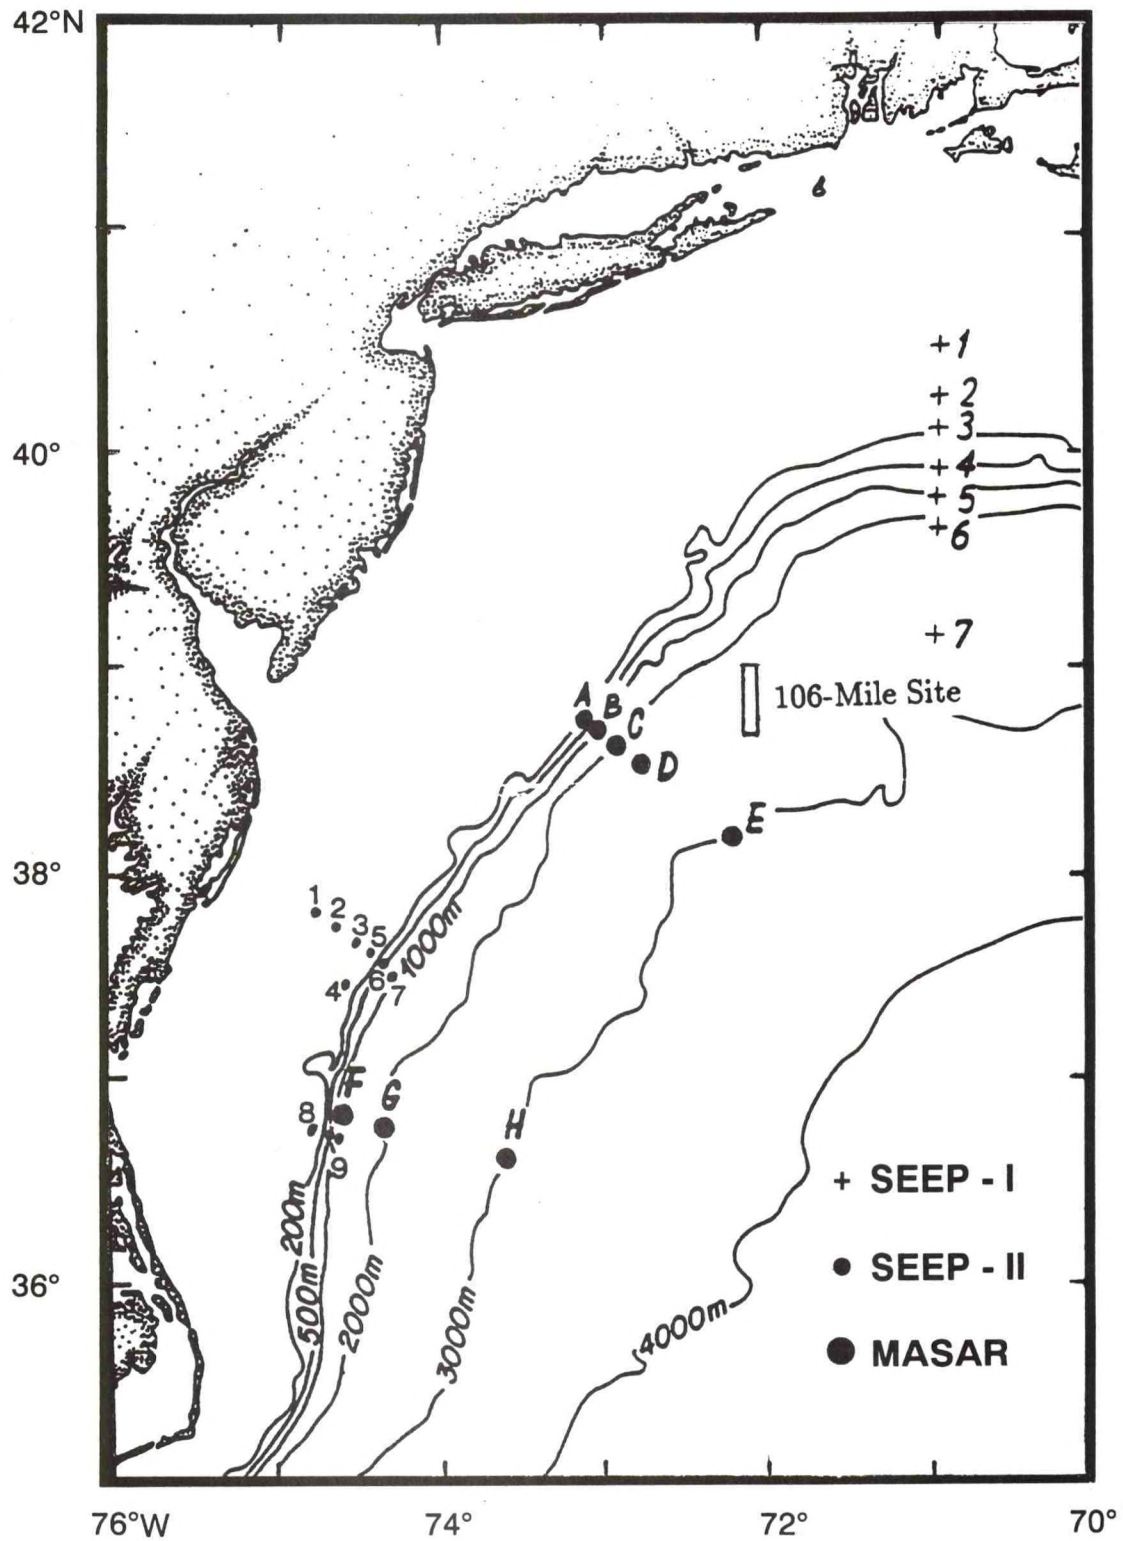 42°N
+ 1
+ 2
+ 3
40°
+ 4
+ 5
+ 6
+ 7
106-Mile Site
A
B
C
D
E
38°
1
2
3
5
1000m
4
6
7
F
G
8
H
9
+ SEEP - I
200m
SEEP - II
36°
500m
2000m
3000m
4000m
MASAR
76°W
74°
72°
70°